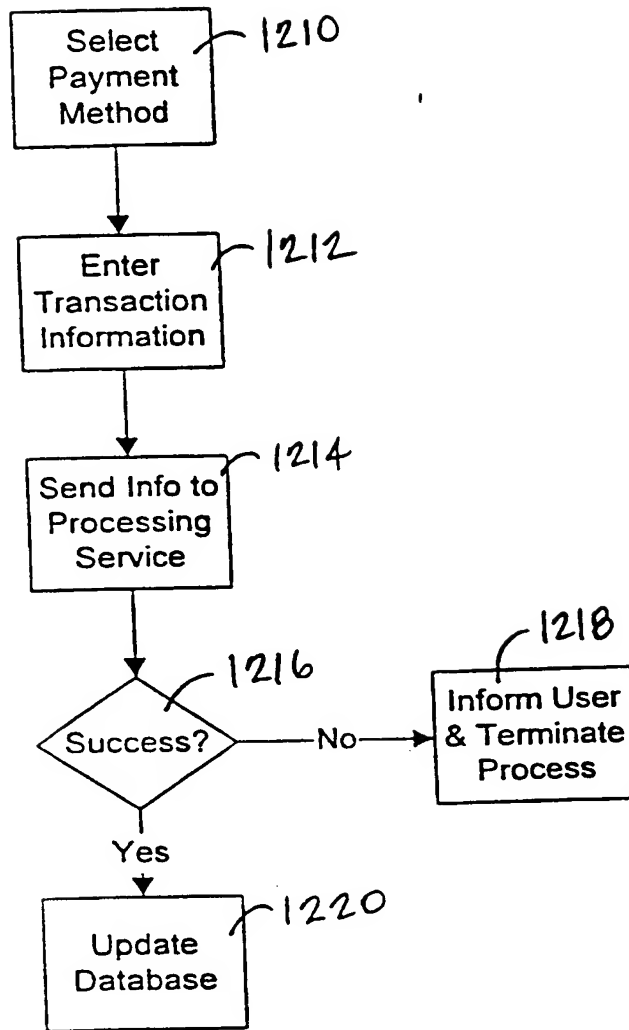 Select
Payment
Method
1210
Enter
Transaction
Information
1212
Send Info to
Processing
Service
1214
Success?
1216
No
Inform User
& Terminate
Process
1218
Yes
Update
Database
1220